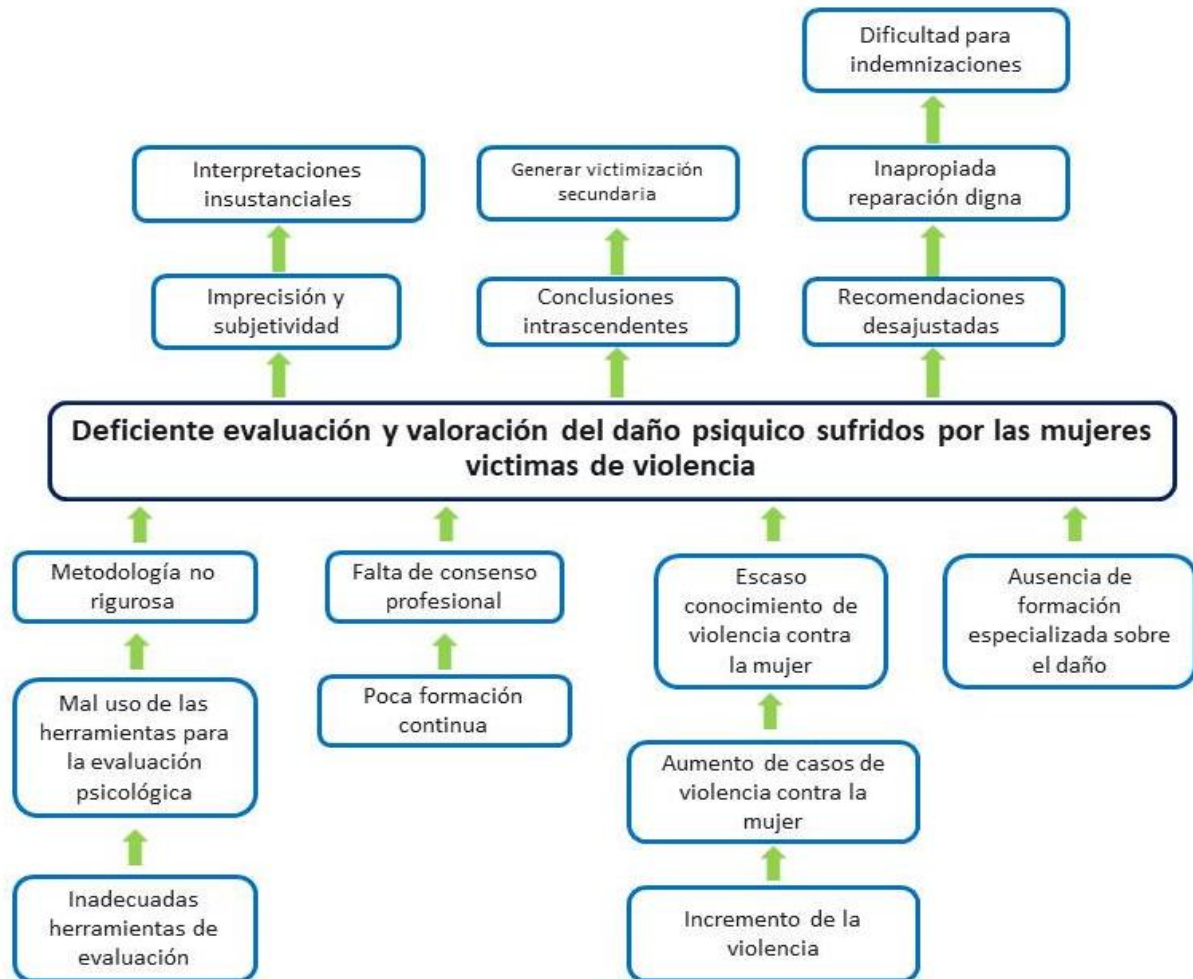 Dificultad para
indemnizaciones
Interpretaciones
insustanciales
Generar victimización
secundaria
Inapropiada
reparación digna
Imprecisión y
subjetividad
Conclusiones
intrascendentes
Recomendaciones
desajustadas
Deficiente evaluación y valoración del daño psiquico sufridos por las mujeres
victimas de violencia
Metodología no
rigurosa
Falta de consenso
profesional
Escaso
conocimiento de
violencia contra
la mujer
Ausencia de
formación
especializada sobre
el daño
Mal uso de las
herramientas para
la evaluación
psicológica
Poca formación
continua
Aumento de casos de
violencia contra la
mujer
Inadecuadas
herramientas de
evaluación
Incremento de la
violencia